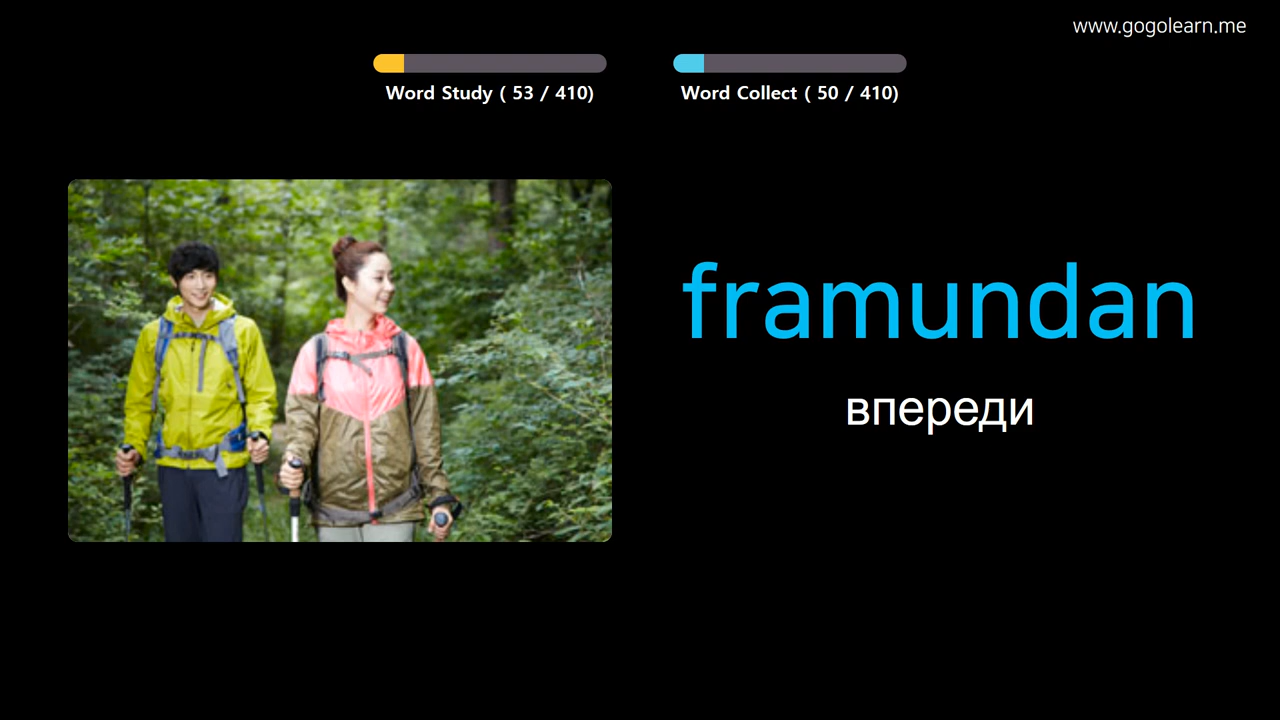 www.gogolearn.me
Word Study ( 53 / 410)
Word Collect ( 50 / 410)
framundan
впереди